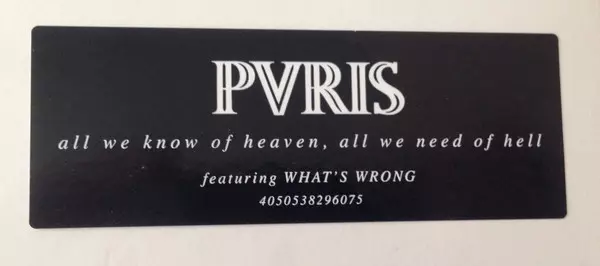 PVRIS
all we know of heaven, all we need of hell
featuring WHAT'S WRONG
4050538296075